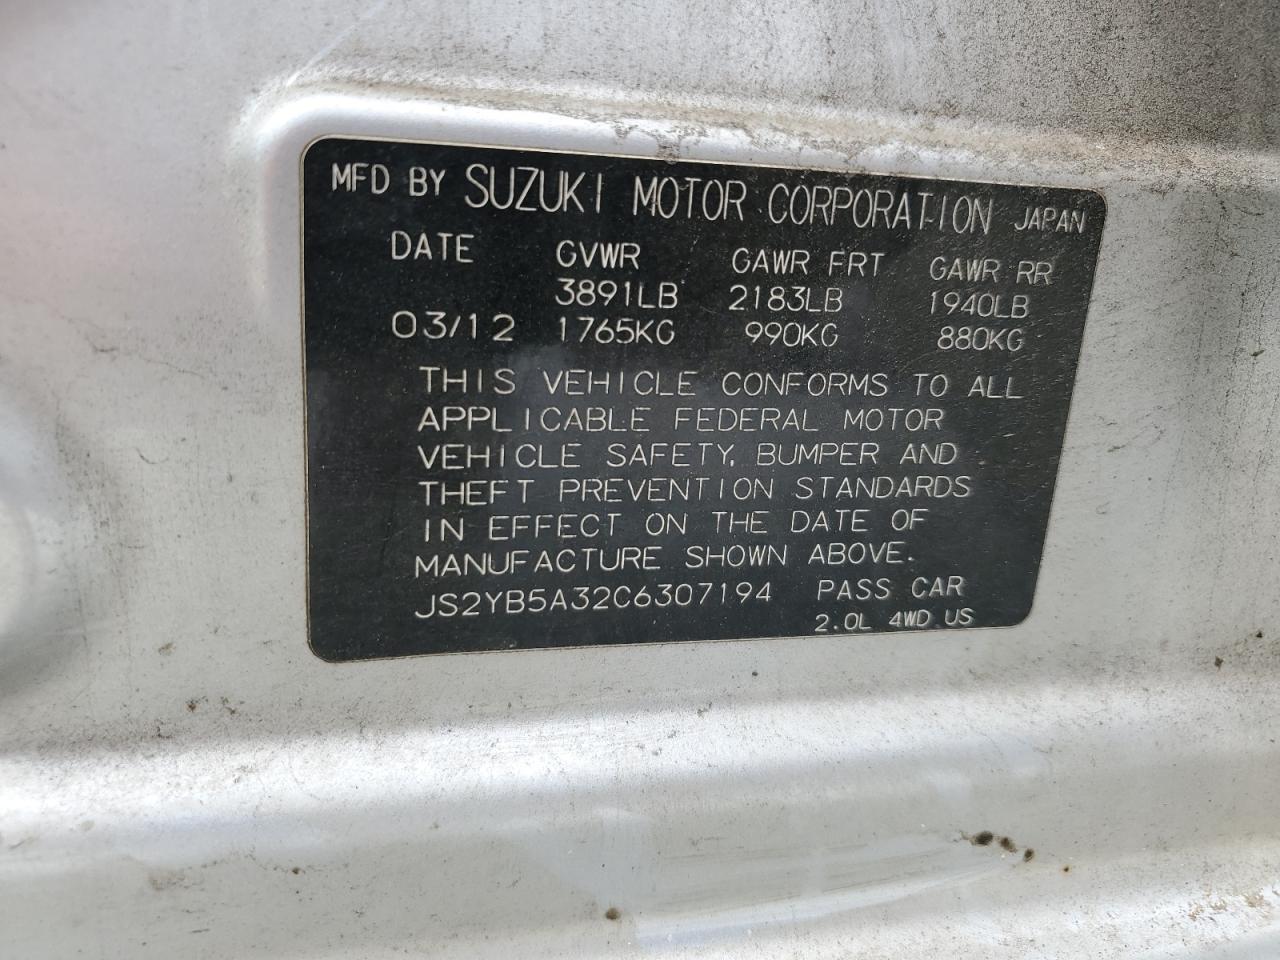 MFD BY SUZUKI MOTOR CORPORATION JAPAN
DATE GVWR GAWR FRT GAWR RR
3891LB 2183LB 1940LB
03/12 1765KG 990KG 880KG
THIS VEHICLE CONFORMS TO ALL
APPLICABLE FEDERAL MOTOR
VEHICLE SAFETY, BUMPER AND
THEFT PREVENTION STANDARDS
IN EFFECT ON THE DATE OF
MANUFACTURE SHOWN ABOVE.
JS2YB5A32C6307194 PASS CAR
2.0L 4WD US